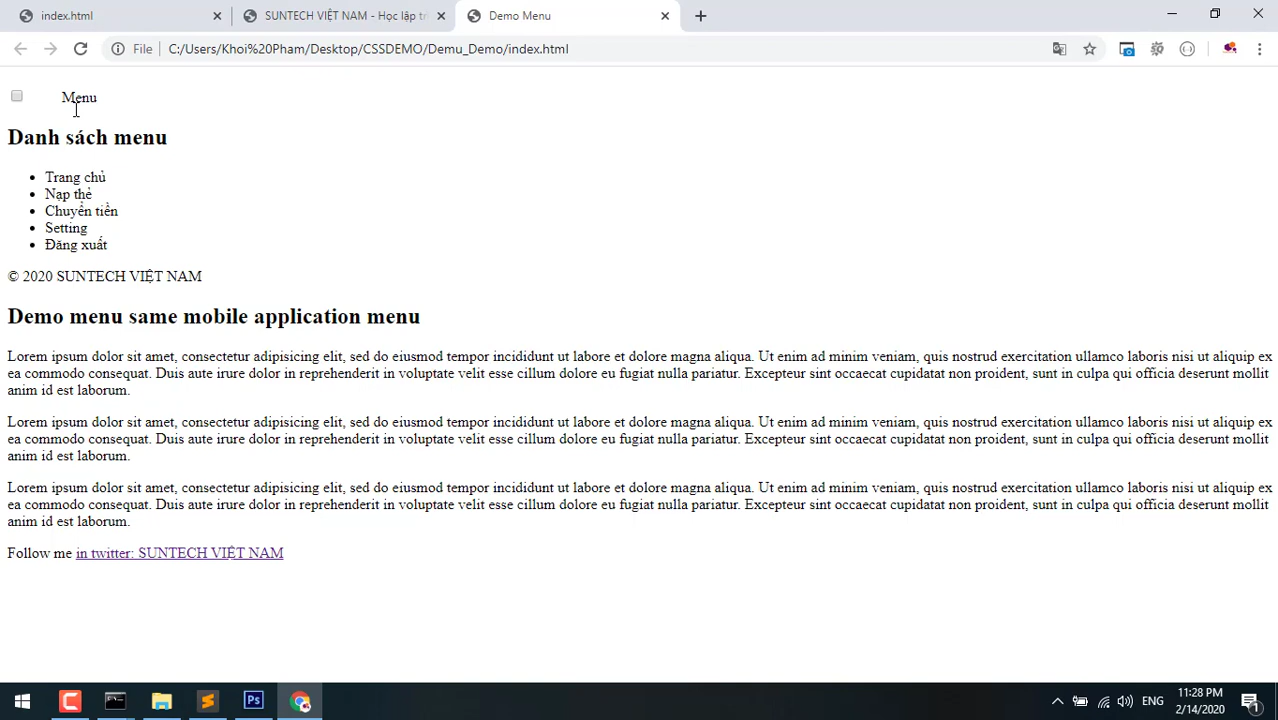 index.html
SUNTECH VIỆT NAM - Học lập trì
Demo Menu
File
C:/Users/Khoi%20Pham/Desktop/CSSDEMO/Demu_Demo/index.html
Menu
Danh sách menu
Trang chủ
Nạp thẻ
Chuyển tiền
Setting
Đăng xuất
© 2020 SUNTECH VIỆT NAM
Demo menu same mobile application menu
Lorem ipsum dolor sit amet, consectetur adipisicing elit, sed do eiusmod tempor incididunt ut labore et dolore magna aliqua. Ut enim ad minim veniam, quis nostrud exercitation ullamco laboris nisi ut aliquip ex
ea commodo consequat. Duis aute irure dolor in reprehenderit in voluptate velit esse cillum dolore eu fugiat nulla pariatur. Excepteur sint occaecat cupidatat non proident, sunt in culpa qui officia deserunt mollit
anim id est laborum.
Lorem ipsum dolor sit amet, consectetur adipisicing elit, sed do eiusmod tempor incididunt ut labore et dolore magna aliqua. Ut enim ad minim veniam, quis nostrud exercitation ullamco laboris nisi ut aliquip ex
ea commodo consequat. Duis aute irure dolor in reprehenderit in voluptate velit esse cillum dolore eu fugiat nulla pariatur. Excepteur sint occaecat cupidatat non proident, sunt in culpa qui officia deserunt mollit
anim id est laborum.
Lorem ipsum dolor sit amet, consectetur adipisicing elit, sed do eiusmod tempor incididunt ut labore et dolore magna aliqua. Ut enim ad minim veniam, quis nostrud exercitation ullamco laboris nisi ut aliquip ex
ea commodo consequat. Duis aute irure dolor in reprehenderit in voluptate velit esse cillum dolore eu fugiat nulla pariatur. Excepteur sint occaecat cupidatat non proident, sunt in culpa qui officia deserunt mollit
anim id est laborum.
Follow me in twitter: SUNTECH VIỆT NAM
Ps
ENG
11:28 PM
2/14/2020
1